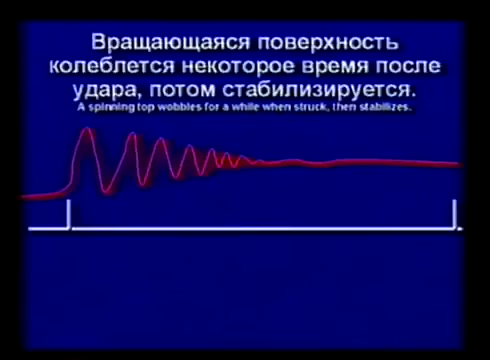 Вращающаяся поверхность
колеблется некоторое время после
удара, потом стабилизируется.
A spinning top wobbles for a while when struck, then stabilizes.